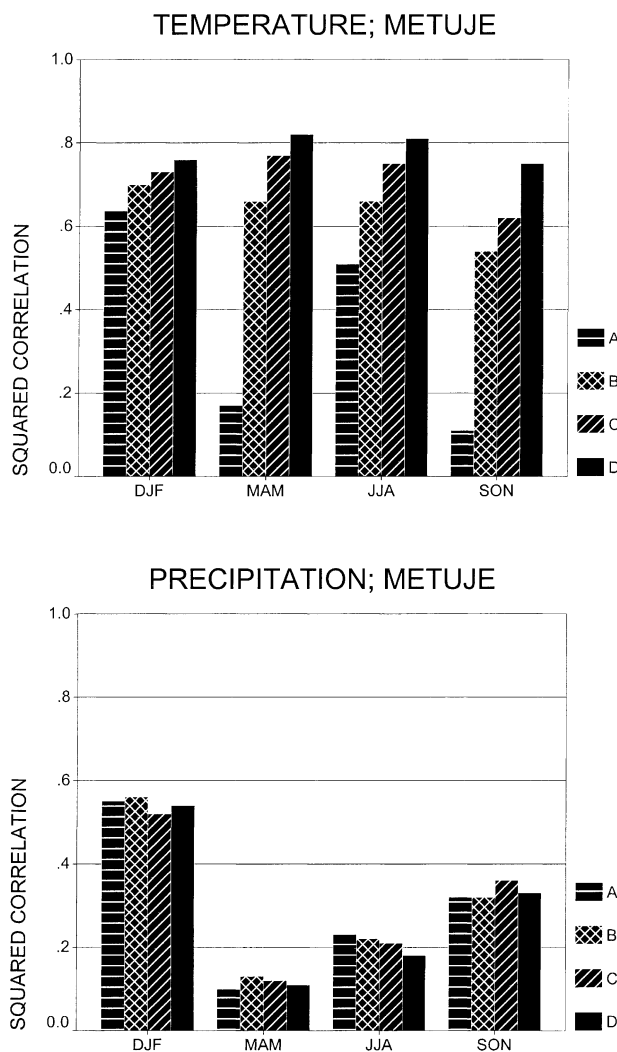 TEMPERATURE; METUJE
SQUARED CORRELATION
1.0
.8
.6
.4
.2
0.0
DJF
MAM
JJA
SON
A
B
C
D
PRECIPITATION; METUJE
SQUARED CORRELATION
1.0
.8
.6
.4
.2
0.0
DJF
MAM
JJA
SON
A
B
C
D